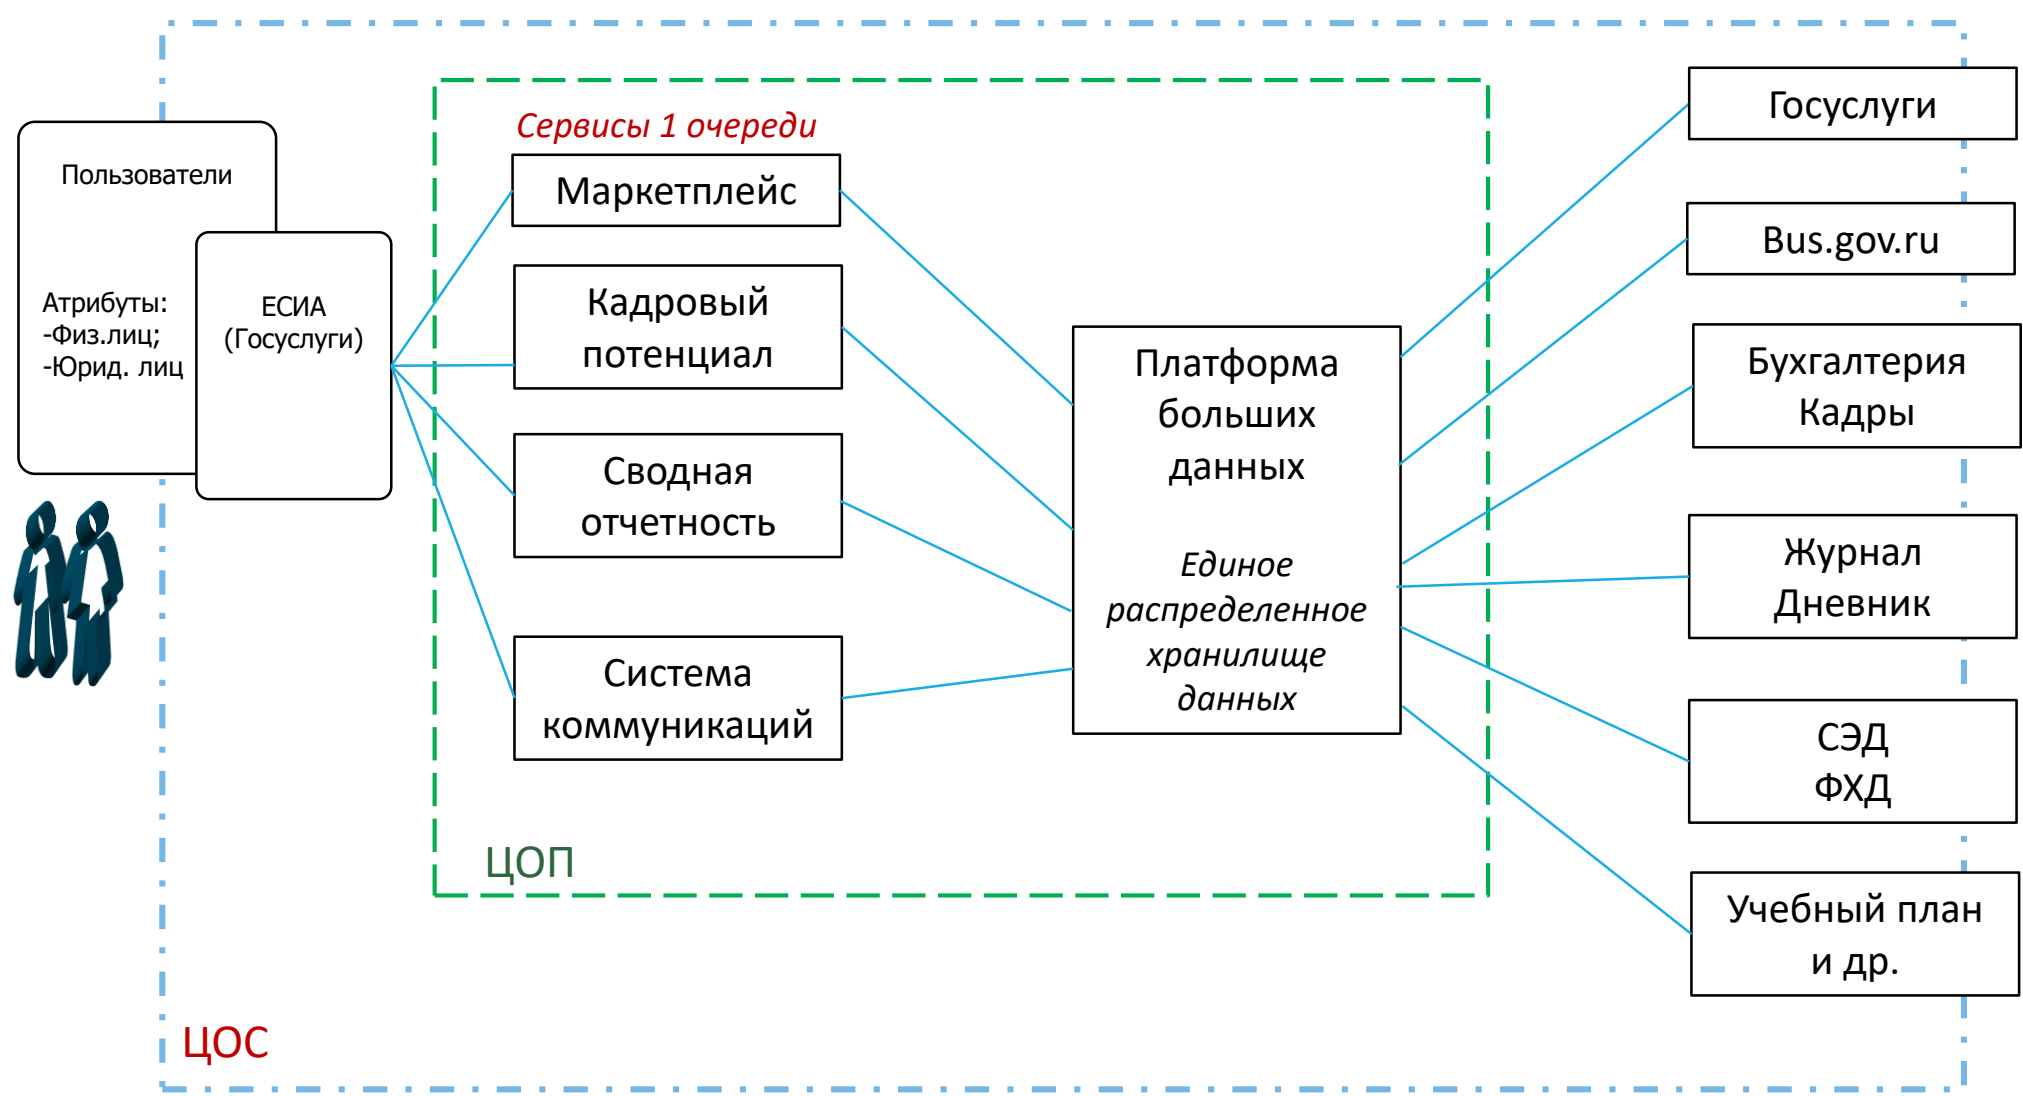 Пользователи
Атрибуты:
-Физ.лиц;
-Юрид. лиц
ЕСИА
(Госуслуги)
Сервисы 1 очереди
Маркетплейс
Кадровый
потенциал
Сводная
отчетность
Система
коммуникаций
Платформа
больших
данных
Единое
распределенное
хранилище
данных
Госуслуги
Bus.gov.ru
Бухгалтерия
Кадры
Журнал
Дневник
СЭД
ФХД
Учебный план
и др.
ЦОП
ЦОС